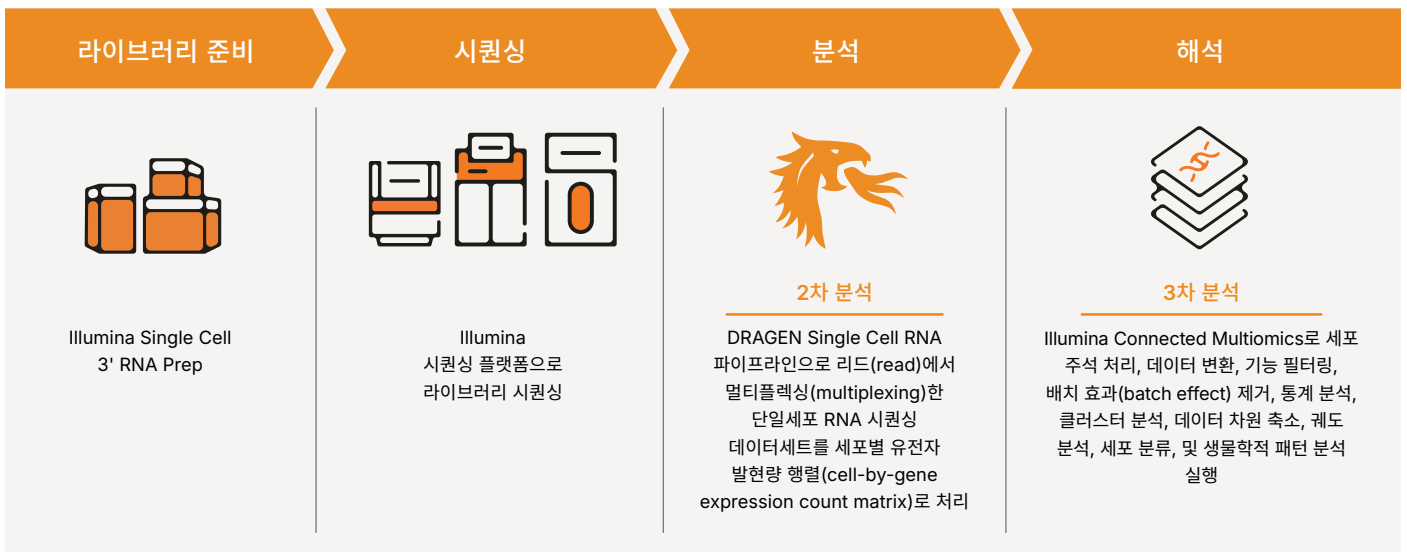 라이브러리 준비
시퀀싱
분석
해석
Illumina Single Cell
3' RNA Prep
Illumina
시퀀싱 플랫폼으로
라이브러리 시퀀싱
2차 분석
DRAGEN Single Cell RNA
파이프라인으로 리드(read)에서
멀티플렉싱(multiplexing)한
단일세포 RNA 시퀀싱
데이터세트를 세포별 유전자
발현량 행렬(cell-by-gene
expression count matrix)로 처리
3차 분석
Illumina Connected Multiomics로 세포
주석 처리, 데이터 변환, 기능 필터링,
배치 효과(batch effect) 제거, 통계 분석,
클러스터 분석, 데이터 차원 축소, 궤도
분석, 세포 분류, 및 생물학적 패턴 분석
실행